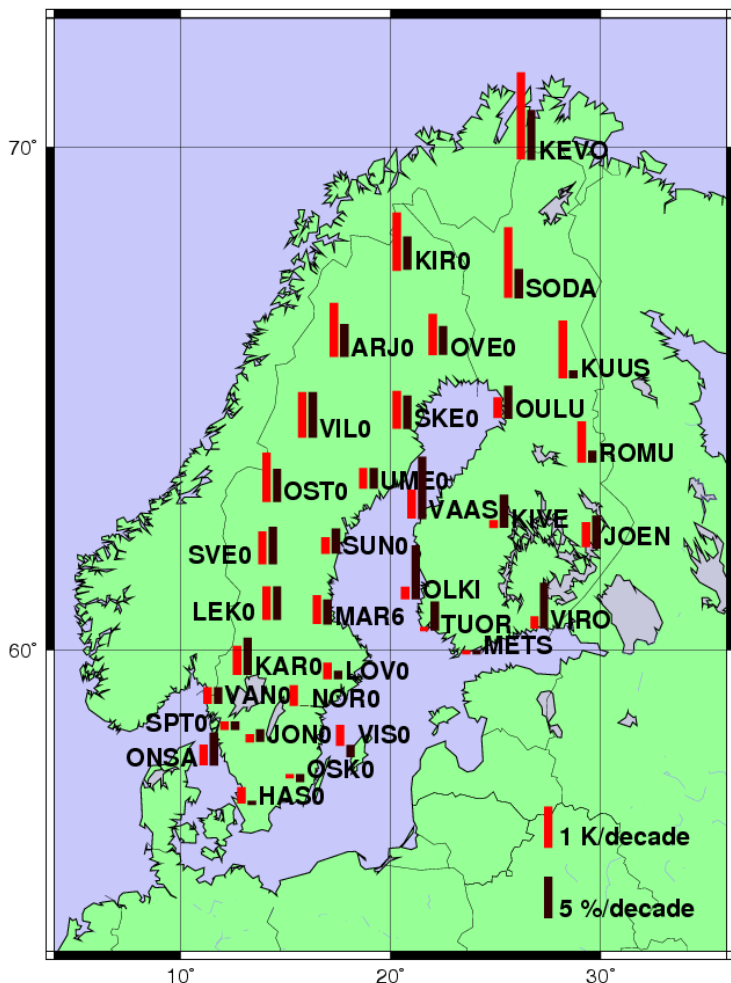 70°
KEVO
KIR0
SODA
ARJ0
OVE0
KUUS
VIL0
SKE0
OULU
ROMU
OST0
UME0
VAAS
KIVE
JOEN
SVE0
SUN0
OLKI
LEK0
MAR6
TUOR
VIRO
60°
METS
KAR0
LOV0
VAN0
NOR0
SPT0
JON0
VIS0
ONSA
OSK0
HAS0
1 K/decade
5 %/decade
10° 20° 30°